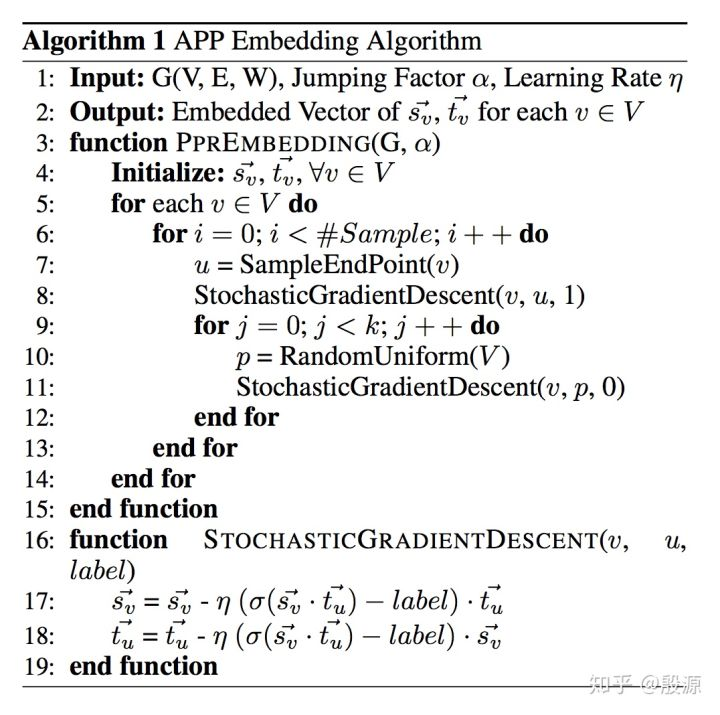 Algorithm 1 APP Embedding Algorithm
1: Input: G(V, E, W), Jumping Factor α, Learning Rate η
2: Output: Embedded Vector of s⃗_v, t⃗_v for each v ∈ V
3: function PPREMBEDDING(G, α)
4: Initialize: s⃗_v, t⃗_v, ∀v ∈ V
5: for each v ∈ V do
6: for i = 0; i < #Sample; i + + do
7: u = SampleEndPoint(v)
8: StochasticGradientDescent(v, u, 1)
9: for j = 0; j < k; j + + do
10: p = RandomUniform(V)
11: StochasticGradientDescent(v, p, 0)
12: end for
13: end for
14: end for
15: end function
16: function STOCHASTICGRADIENTDESCENT(v, u,
label)
17: s⃗_v = s⃗_v - η (σ(s⃗_v · t⃗_u) − label) · t⃗_u
18: t⃗_u = t⃗_u - η (σ(s⃗_v · t⃗_u) − label) · s⃗_v
19: end function
知乎 @殷源